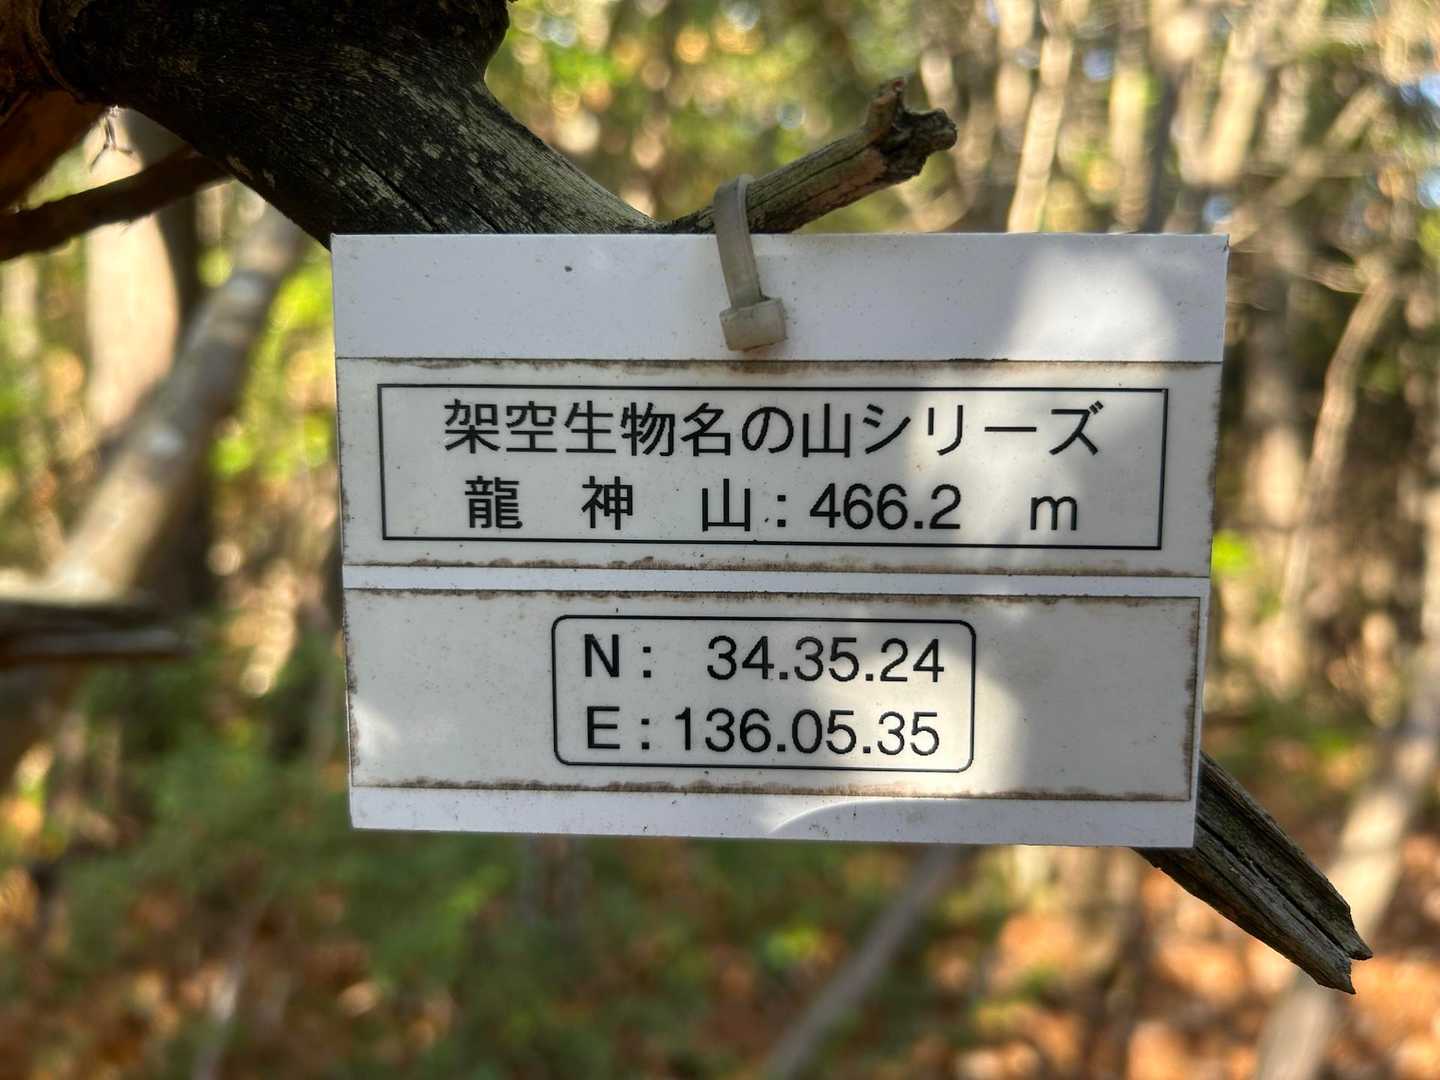 架空生物名の山シリーズ
龍　神　山：466.2　m
N：　34.35.24
E：136.05.35